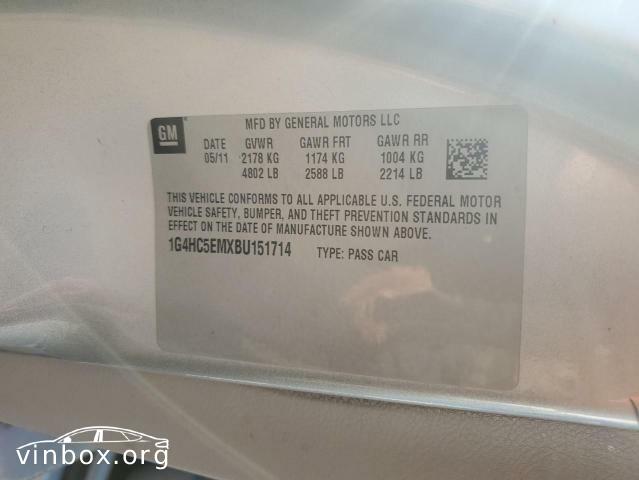 GM
MFD BY GENERAL MOTORS LLC
DATE GVWR GAWR FRT GAWR RR
05/11 2178 KG 1174 KG 1004 KG
4802 LB 2588 LB 2214 LB
THIS VEHICLE CONFORMS TO ALL APPLICABLE U.S. FEDERAL MOTOR
VEHICLE SAFETY, BUMPER, AND THEFT PREVENTION STANDARDS IN
EFFECT ON THE DATE OF MANUFACTURE SHOWN ABOVE.
1G4HC5EMXBU151714 TYPE: PASS CAR
vinbox.org